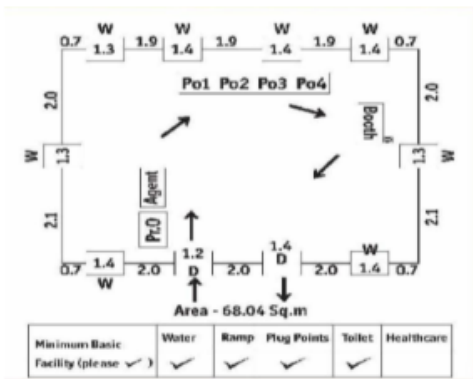 W W W W
0.7 1.3 1.9 1.4 1.9 1.4 1.9 1.4 0.7
Po1 Po2 Po3 Po4
2.0 2.0
Booth
W 1.3 1.3 W
Agent
2.1 2.1
Pr.O
1.2 1.4 W
0.7 1.4 2.0 D 2.0 D 2.0 1.4 0.7
W
Area - 68.04 Sq.m
Minimum Basic Facility (please ✓) Water Ramp Plug Points Toilet Healthcare
✓ ✓ ✓ ✓